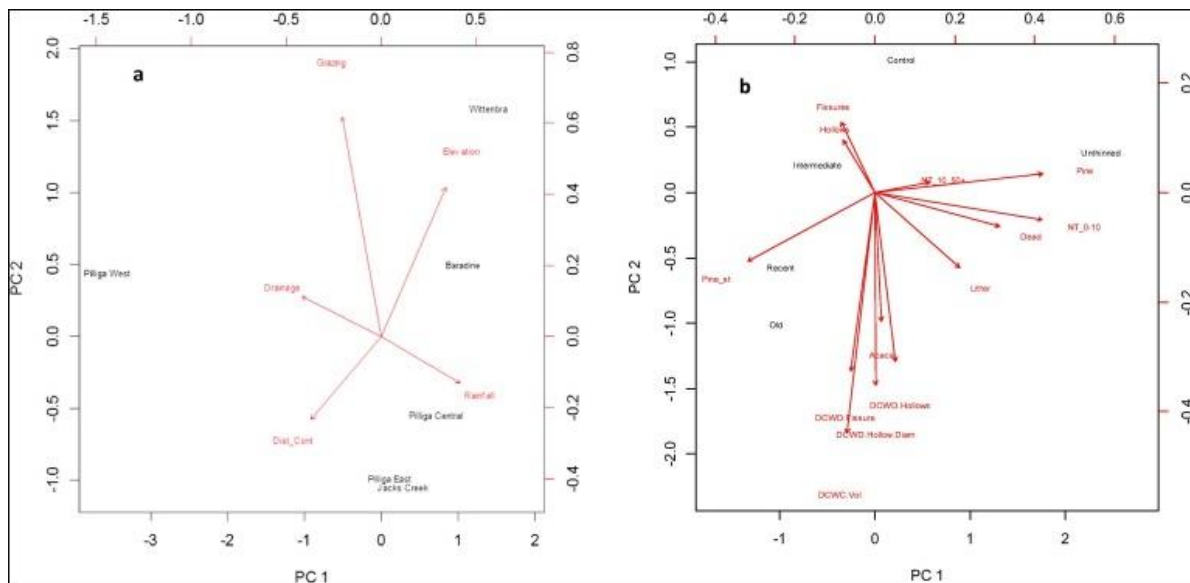 -1.5 -1.0 -0.5 0.0 0.5
2.0 1.5 1.0 0.5 0.0 -0.5 -1.0
0.8 0.6 0.4 0.2 0.0 -0.2 -0.4
a
Grazing
Wittenbra
Elevation
Baradine
Pilliga West
Drainage
Rainfall
Pilliga Central
Dist_Cont
Pilliga East
Jacks Creek
-3 -2 -1 0 1 2
PC 1
PC 2
-0.4 -0.2 0.0 0.2 0.4 0.6
1.0 0.5 0.0 -0.5 -1.0 -1.5 -2.0
0.2 0.0 -0.2 -0.4
b
Control
Fissures
Hollows
Intermediate
Unthinned
NT_10_50+
Pine
NT_0-10
Dead
Recent
Pine_st
Litter
Old
DCWD.Hollows
DCWD.Fissure
DCWD.Hollow.Diam
DCWC.Vol
-1 0 1 2
PC 1
PC 2